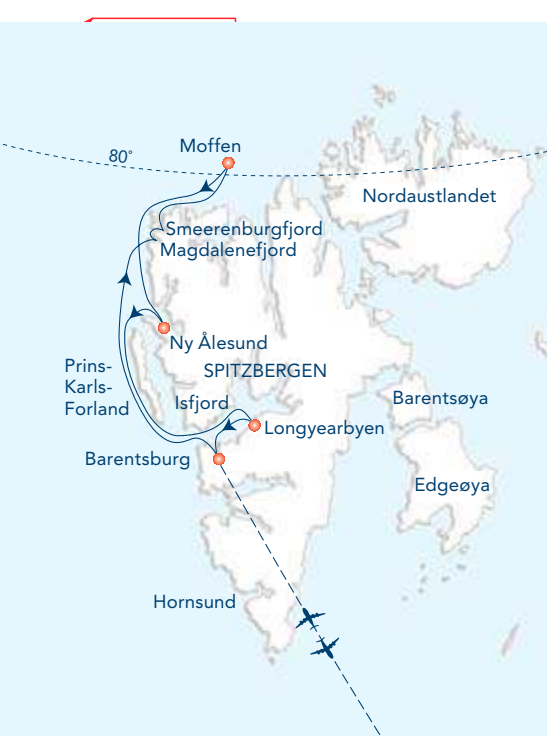 Moffen
80°
Nordaustlandet
Smeerenburgfjord
Magdalenefjord
Ny Ålesund
Prins-
Karls-
Forland
SPITZBERGEN
Isfjord
Barentsøya
Longyearbyen
Barentsburg
Edgeøya
Hornsund